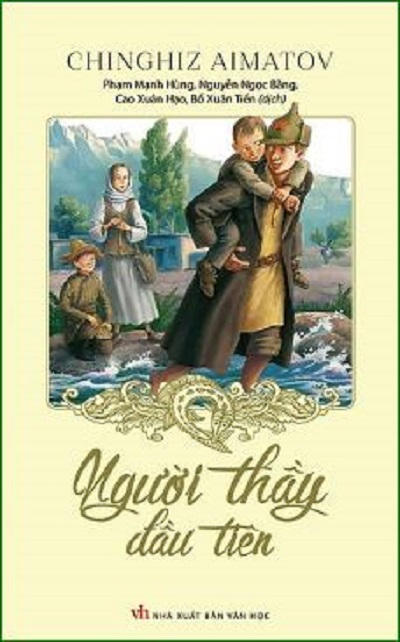 CHINGHIZ AIMATOV
Phạm Mạnh Hùng, Nguyễn Ngọc Bằng,
Cao Xuân Hạo, Bồ Xuân Tiến (dịch)
Người thầy
đầu tiên
vh NHÀ XUẤT BẢN VĂN HỌC